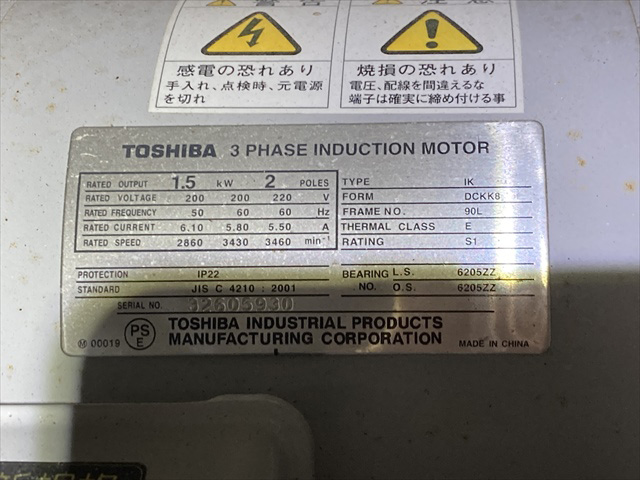 警告
感電の恐れあり
手入れ、点検時、元電源
を切れ
注意
焼損の恐れあり
電圧、配線を間違えるな
端子は確実に締め付ける事
TOSHIBA 3 PHASE INDUCTION MOTOR
RATED OUTPUT 1.5 kW 2 POLES
RATED VOLTAGE 200 200 220 V
RATED FREQUENCY 50 60 60 Hz
RATED CURRENT 6.10 5.80 5.50 A
RATED SPEED 2860 3430 3460 min⁻¹
TYPE IK
FORM DCKK8
FRAME NO. 90L
THERMAL CLASS E
RATING S1
PROTECTION IP22
STANDARD JIS C 4210 : 2001
SERIAL NO. 32605930
BEARING L.S. 6205ZZ
NO. O.S. 6205ZZ
PS
E
Ⓜ 00019
TOSHIBA INDUSTRIAL PRODUCTS
MANUFACTURING CORPORATION
MADE IN CHINA